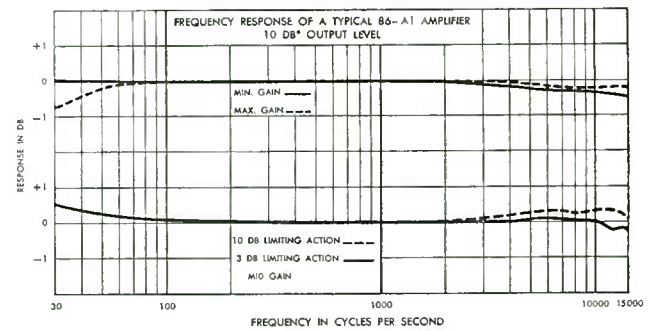 FREQUENCY RESPONSE OF A TYPICAL 86-A1 AMPLIFIER
10 DB* OUTPUT LEVEL
+1
0
-1
MIN. GAIN
MAX. GAIN
RESPONSE IN DB
+1
0
-1
10 DB LIMITING ACTION
3 DB LIMITING ACTION
MID GAIN
30 100 1000 10000 15000
FREQUENCY IN CYCLES PER SECOND